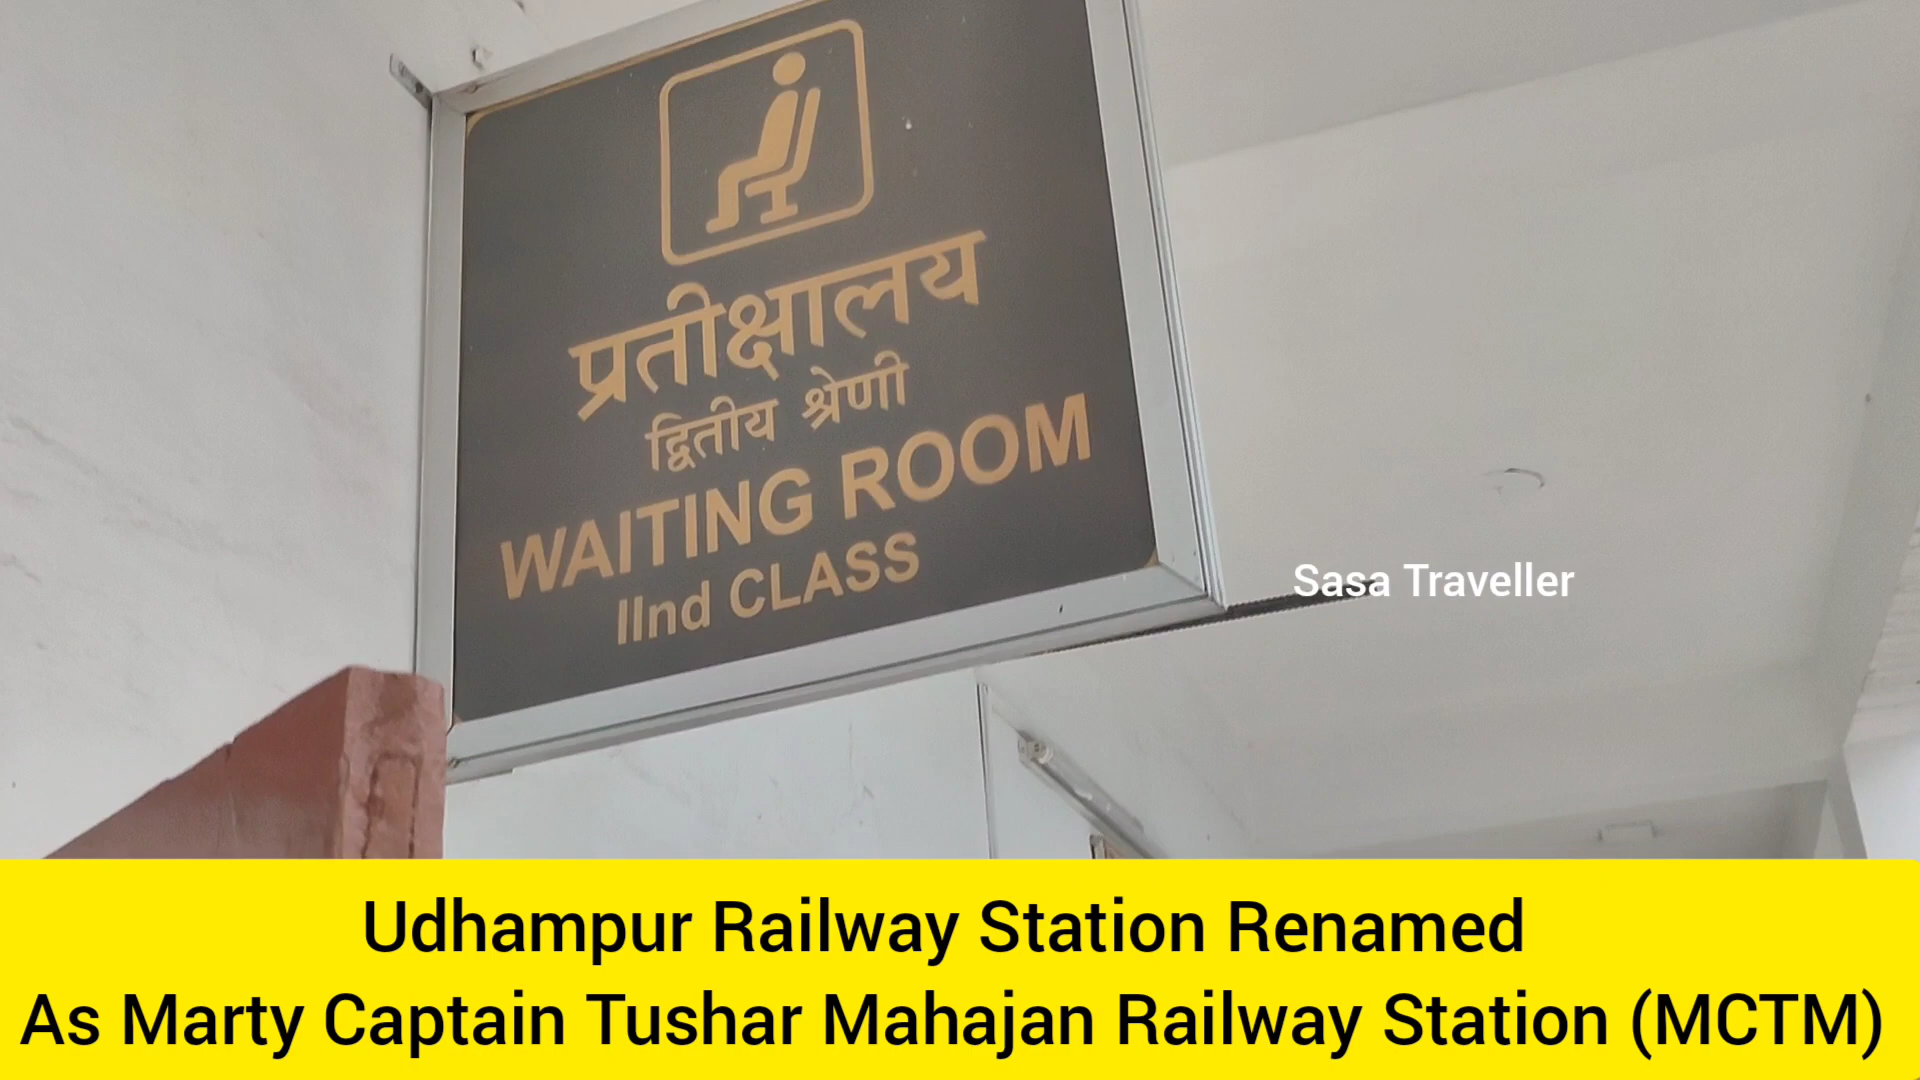 प्रतीक्षालय
द्वितीय श्रेणी
WAITING ROOM
IInd CLASS
Sasa Traveller
Udhampur Railway Station Renamed
As Marty Captain Tushar Mahajan Railway Station (MCTM)